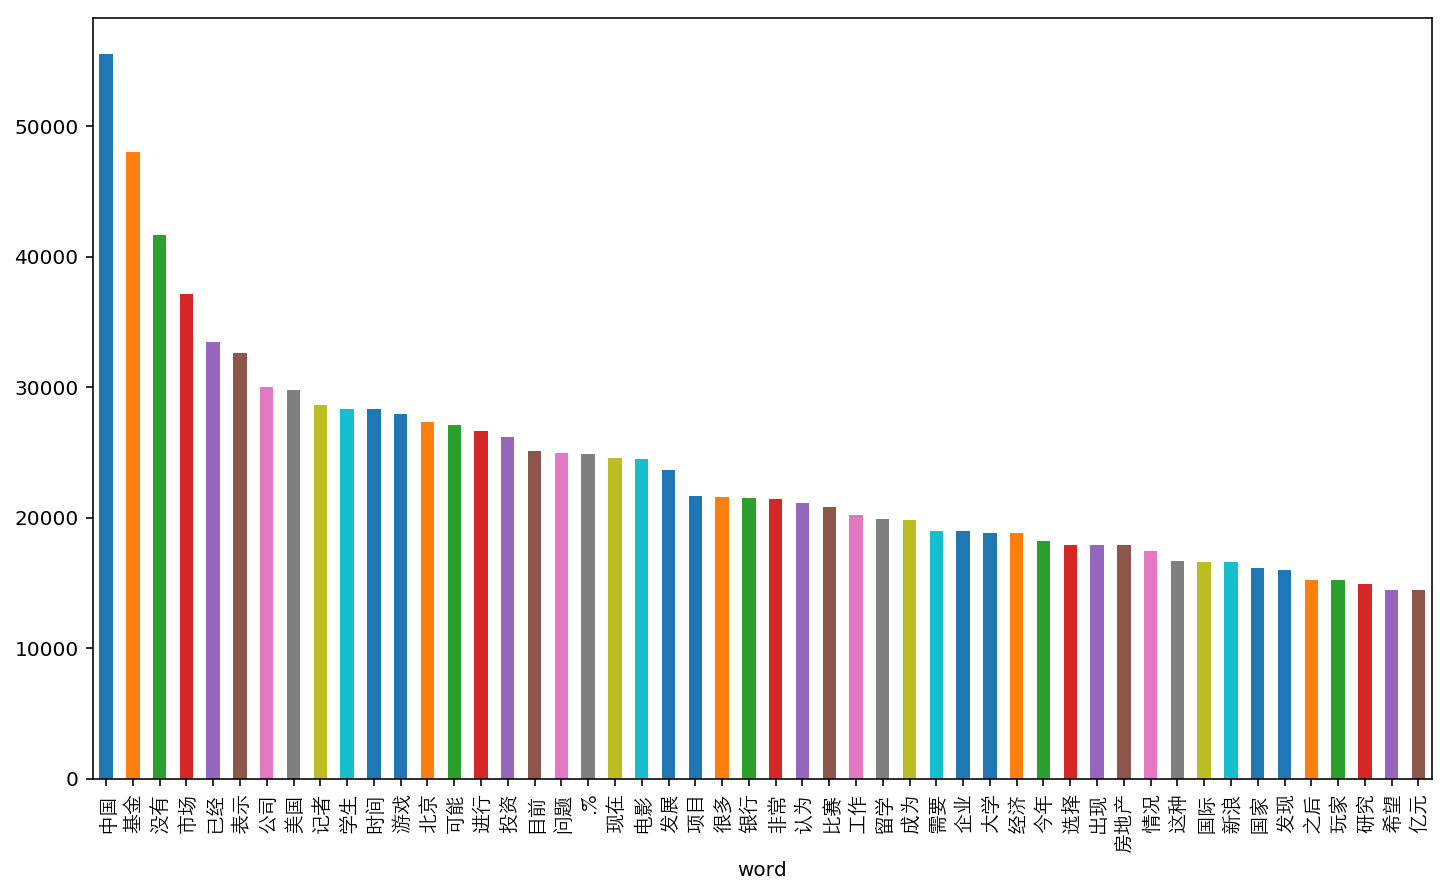 50000
40000
30000
20000
10000
0
中国
基金
没有
市场
已经
表示
公司
美国
记者
学生
时间
游戏
北京
可能
进行
投资
目前
问题
.%
现在
电影
发展
项目
很多
银行
非常
认为
比赛
工作
留学
成为
需要
企业
大学
经济
今年
选择
出现
房地产
情况
这种
国际
新浪
国家
发现
之后
玩家
研究
希望
亿元
word